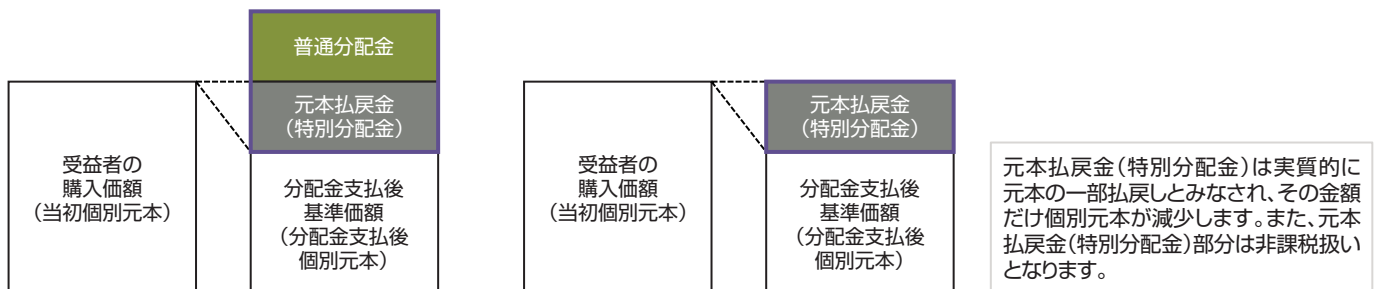 普通分配金
元本払戻金
（特別分配金）
受益者の
購入価額
（当初個別元本）
分配金支払後
基準価額
（分配金支払後
個別元本）
元本払戻金
（特別分配金）
受益者の
購入価額
（当初個別元本）
分配金支払後
基準価額
（分配金支払後
個別元本）
元本払戻金（特別分配金）は実質的に
元本の一部払戻しとみなされ、その金額
だけ個別元本が減少します。また、元本
払戻金（特別分配金）部分は非課税扱い
となります。